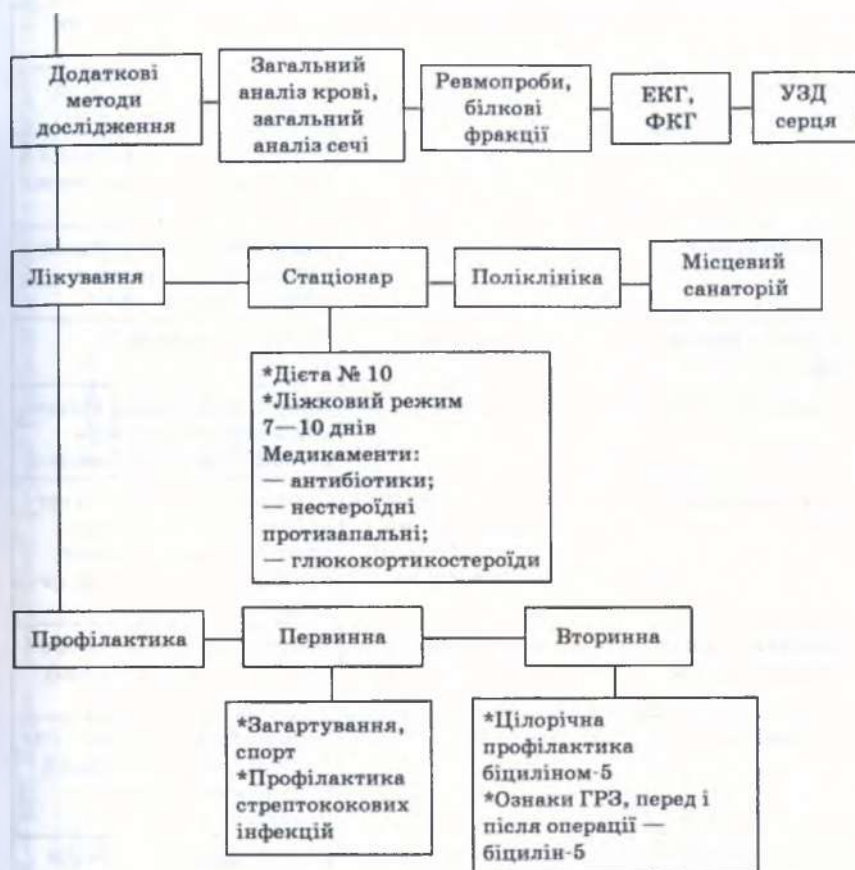 Додаткові
методи
дослідження
Загальний
аналіз крові,
загальний
аналіз сечі
Ревмопроби,
білкові
фракції
ЕКГ,
ФКГ
УЗД
серця
Лікування
Стаціонар
Поліклініка
Місцевий
санаторій
*Дієта № 10
*Ліжковий режим
7—10 днів
Медикаменти:
— антибіотики;
— нестероїдні
протизапальні;
— глюкокортикостероїди
Профілактика
Первинна
Вторинна
*Загартування,
спорт
*Профілактика
стрептококових
інфекцій
*Цілорічна
профілактика
біциліном-5
*Ознаки ГРЗ, перед і
після операції —
біцилін-5